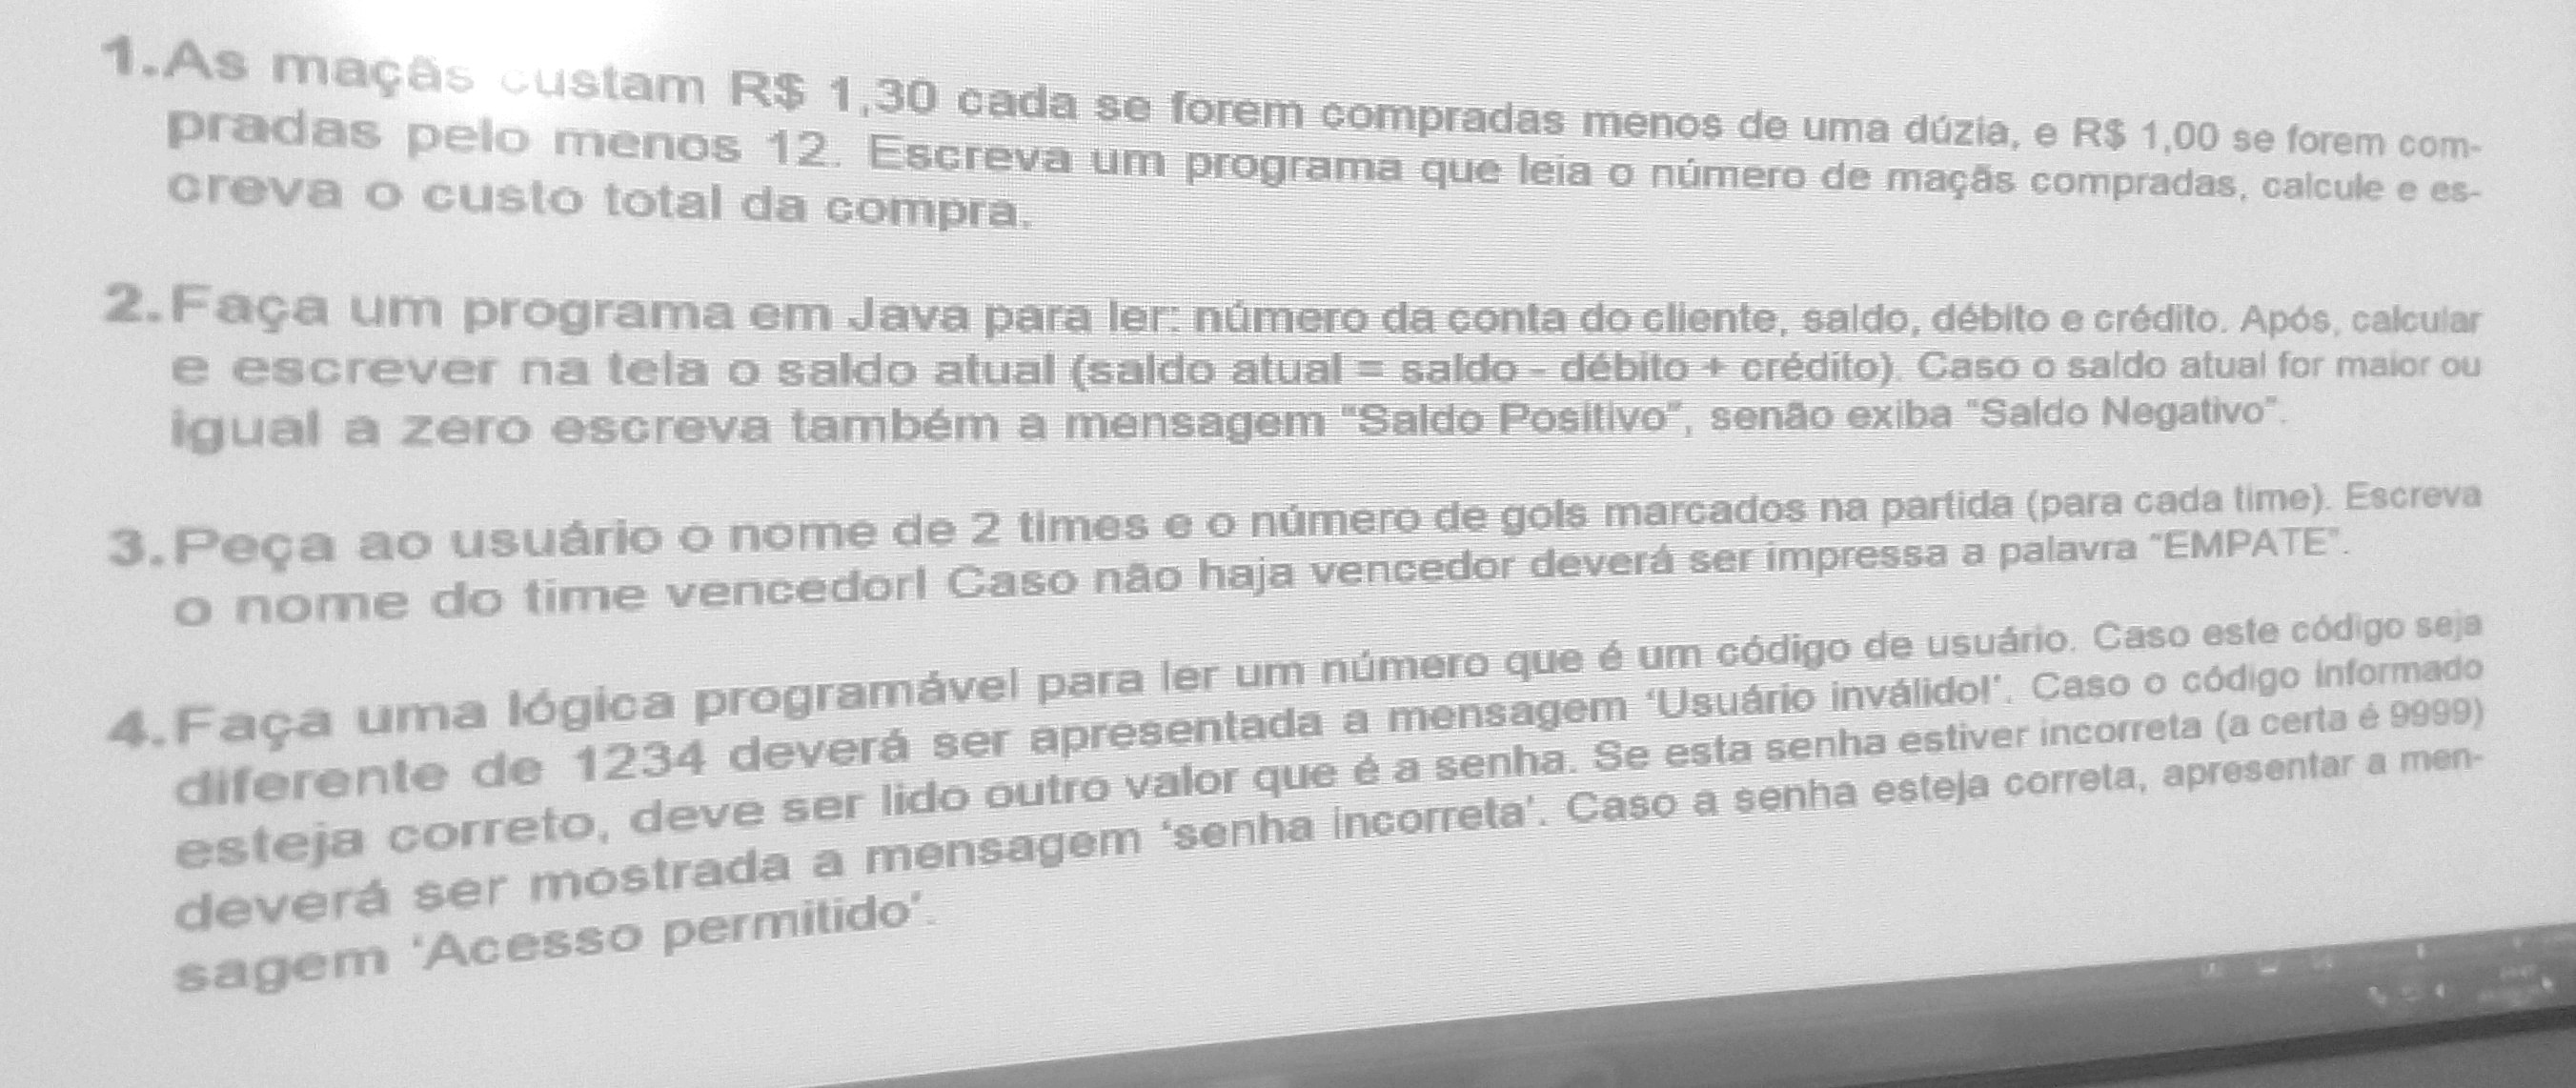 1.As maçãs custam R$ 1,30 cada se forem compradas menos de uma dúzia, e R$ 1,00 se forem com-
pradas pelo menos 12. Escreva um programa que leia o número de maçãs compradas, calcule e es-
creva o custo total da compra.
2.Faça um programa em Java para ler: número da conta do cliente, saldo, débito e crédito. Após, calcular
e escrever na tela o saldo atual (saldo atual = saldo - débito + crédito). Caso o saldo atual for maior ou
igual a zero escreva também a mensagem "Saldo Positivo", senão exiba "Saldo Negativo".
3.Peça ao usuário o nome de 2 times e o número de gols marcados na partida (para cada time). Escreva
o nome do time vencedor! Caso não haja vencedor deverá ser impressa a palavra "EMPATE".
4.Faça uma lógica programável para ler um número que é um código de usuário. Caso este código seja
diferente de 1234 deverá ser apresentada a mensagem 'Usuário inválido!'. Caso o código informado
esteja correto, deve ser lido outro valor que é a senha. Se esta senha estiver incorreta (a certa é 9999)
deverá ser mostrada a mensagem 'senha incorreta'. Caso a senha esteja correta, apresentar a men-
sagem 'Acesso permitido'.